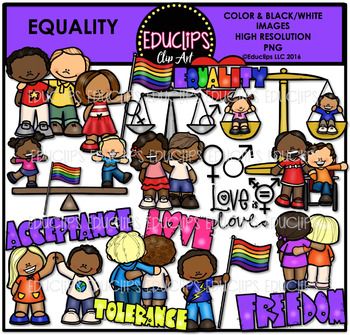 EQUALITY
EDUCLIPS
Clip Art
COLOR & BLACK/WHITE
IMAGES
HIGH RESOLUTION
PNG
©Educlips LLC 2016
EQUALITY
Love is
love
ACCEPTANCE
LOVE
TOLERANCE
FREEDOM